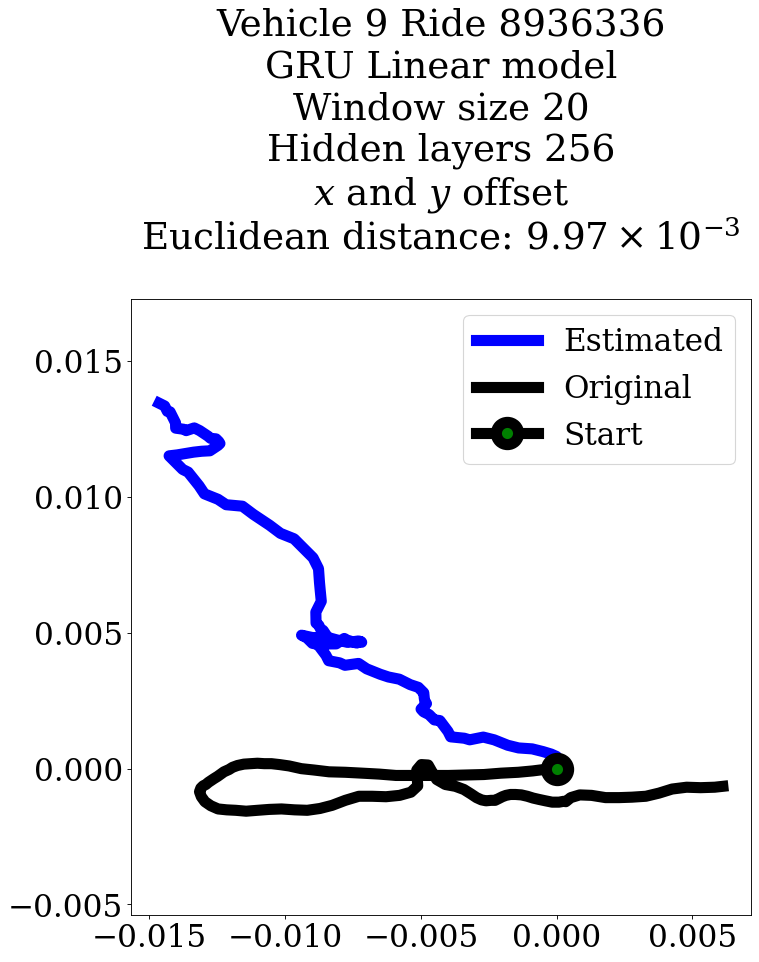 Vehicle 9 Ride 8936336
GRU Linear model
Window size 20
Hidden layers 256
x and y offset
Euclidean distance: 9.97 × 10⁻³
Estimated
Original
Start
0.015
0.010
0.005
0.000
−0.005
−0.015 −0.010 −0.005 0.000 0.005